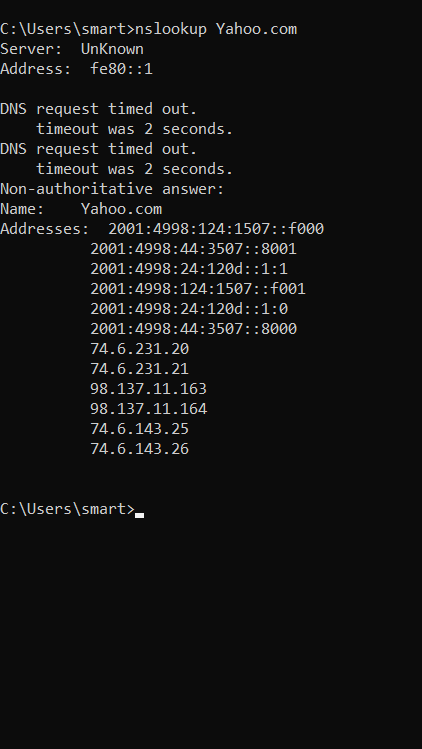 C:\Users\smart>nslookup Yahoo.com
Server:  UnKnown
Address:  fe80::1

DNS request timed out.
    timeout was 2 seconds.
DNS request timed out.
    timeout was 2 seconds.
Non-authoritative answer:
Name:    Yahoo.com
Addresses:  2001:4998:124:1507::f000
          2001:4998:44:3507::8001
          2001:4998:24:120d::1:1
          2001:4998:124:1507::f001
          2001:4998:24:120d::1:0
          2001:4998:44:3507::8000
          74.6.231.20
          74.6.231.21
          98.137.11.163
          98.137.11.164
          74.6.143.25
          74.6.143.26

C:\Users\smart>